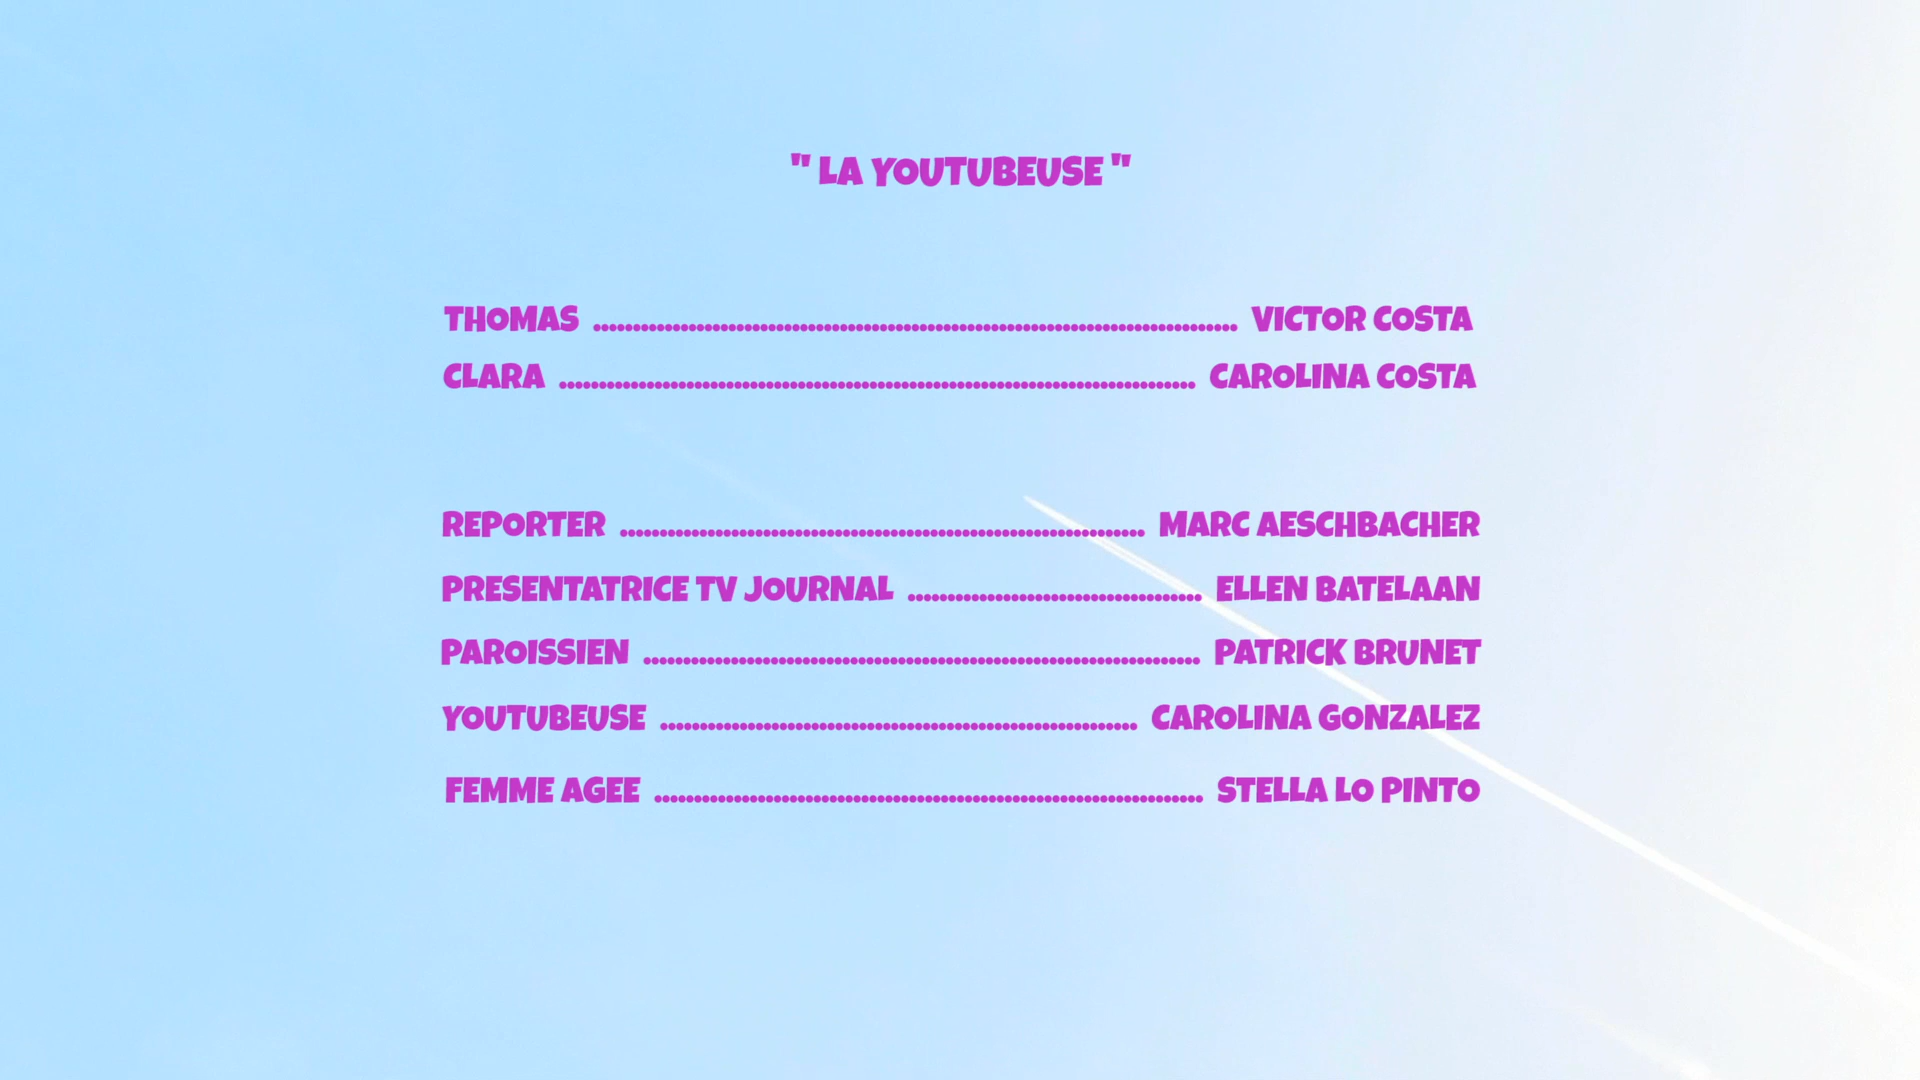 " LA YOUTUBEUSE "
THOMAS ................................................................................. VICTOR COSTA
CLARA ................................................................................ CAROLINA COSTA
REPORTER .................................................................. MARC AESCHBACHER
PRESENTATRICE TV JOURNAL ..................................... ELLEN BATELAAN
PAROISSIEN ...................................................................... PATRICK BRUNET
YOUTUBEUSE ............................................................ CAROLINA GONZALEZ
FEMME AGEE ..................................................................... STELLA LO PINTO